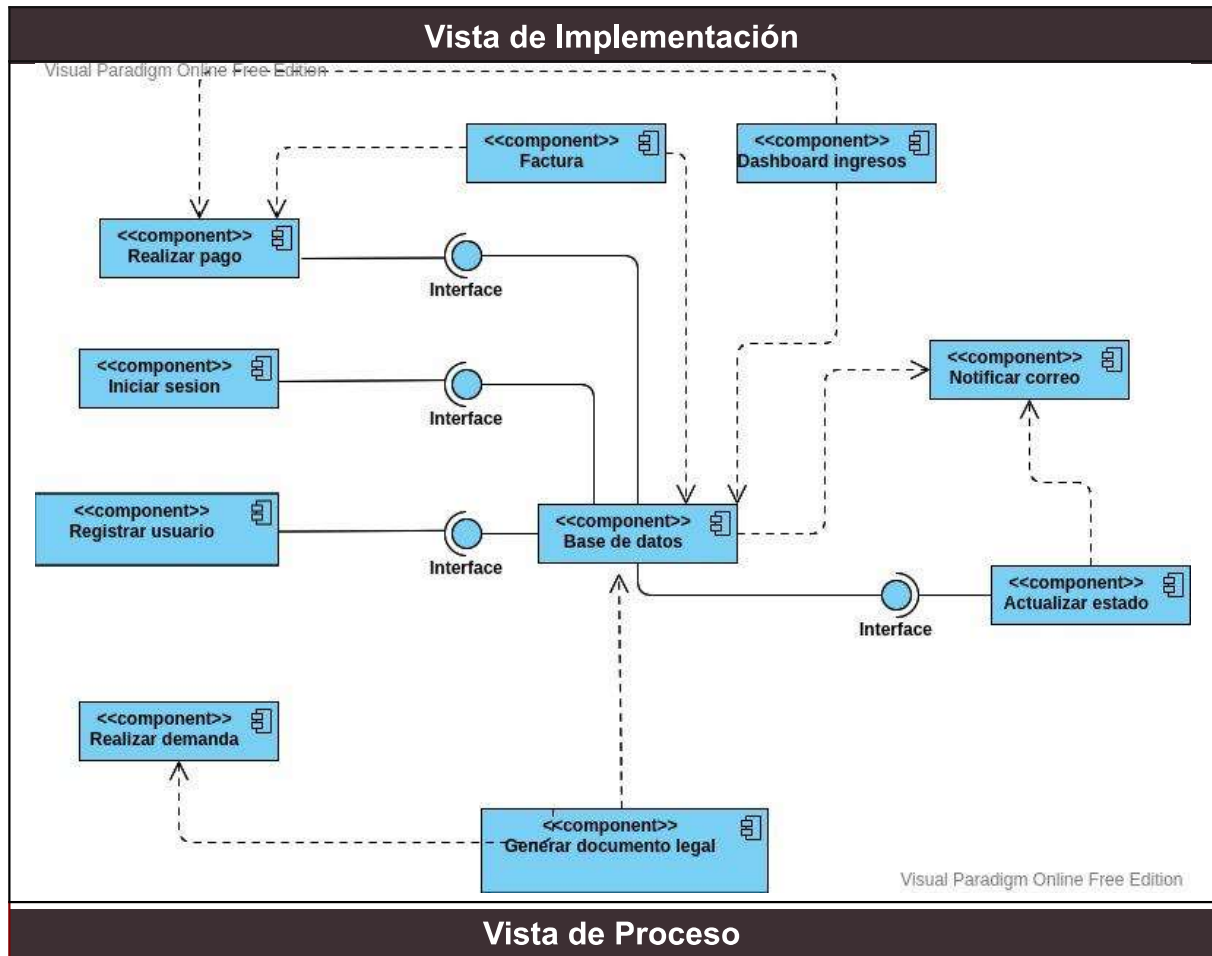 Vista de Implementación
Visual Paradigm Online Free Edition
<<component>>
Factura
<<component>>
Dashboard ingresos
<<component>>
Realizar pago
Interface
<<component>>
Iniciar sesion
Interface
<<component>>
Notificar correo
<<component>>
Registrar usuario
Interface
<<component>>
Base de datos
<<component>>
Actualizar estado
Interface
<<component>>
Realizar demanda
<<component>>
Generar documento legal
Visual Paradigm Online Free Edition
Vista de Proceso